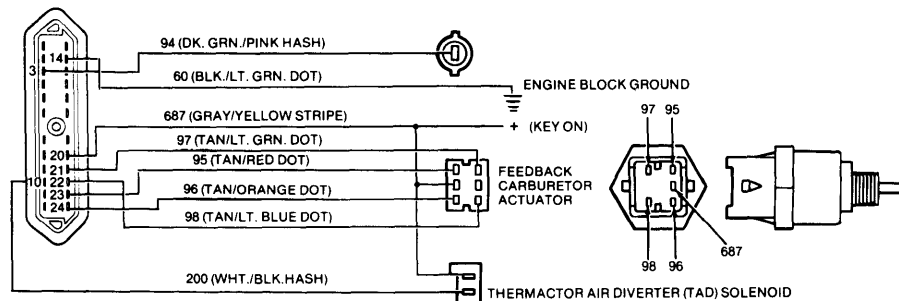 94 (DK. GRN./PINK HASH)
14
3
60 (BLK./LT. GRN. DOT)
ENGINE BLOCK GROUND
687 (GRAY/YELLOW STRIPE)
+ (KEY ON)
97 95
97 (TAN/LT. GRN. DOT)
20
21
95 (TAN/RED DOT)
10 22
23
24
96 (TAN/ORANGE DOT)
FEEDBACK
CARBURETOR
ACTUATOR
98 (TAN/LT. BLUE DOT)
687
98 96
200 (WHT./BLK.HASH)
THERMACTOR AIR DIVERTER (TAD) SOLENOID